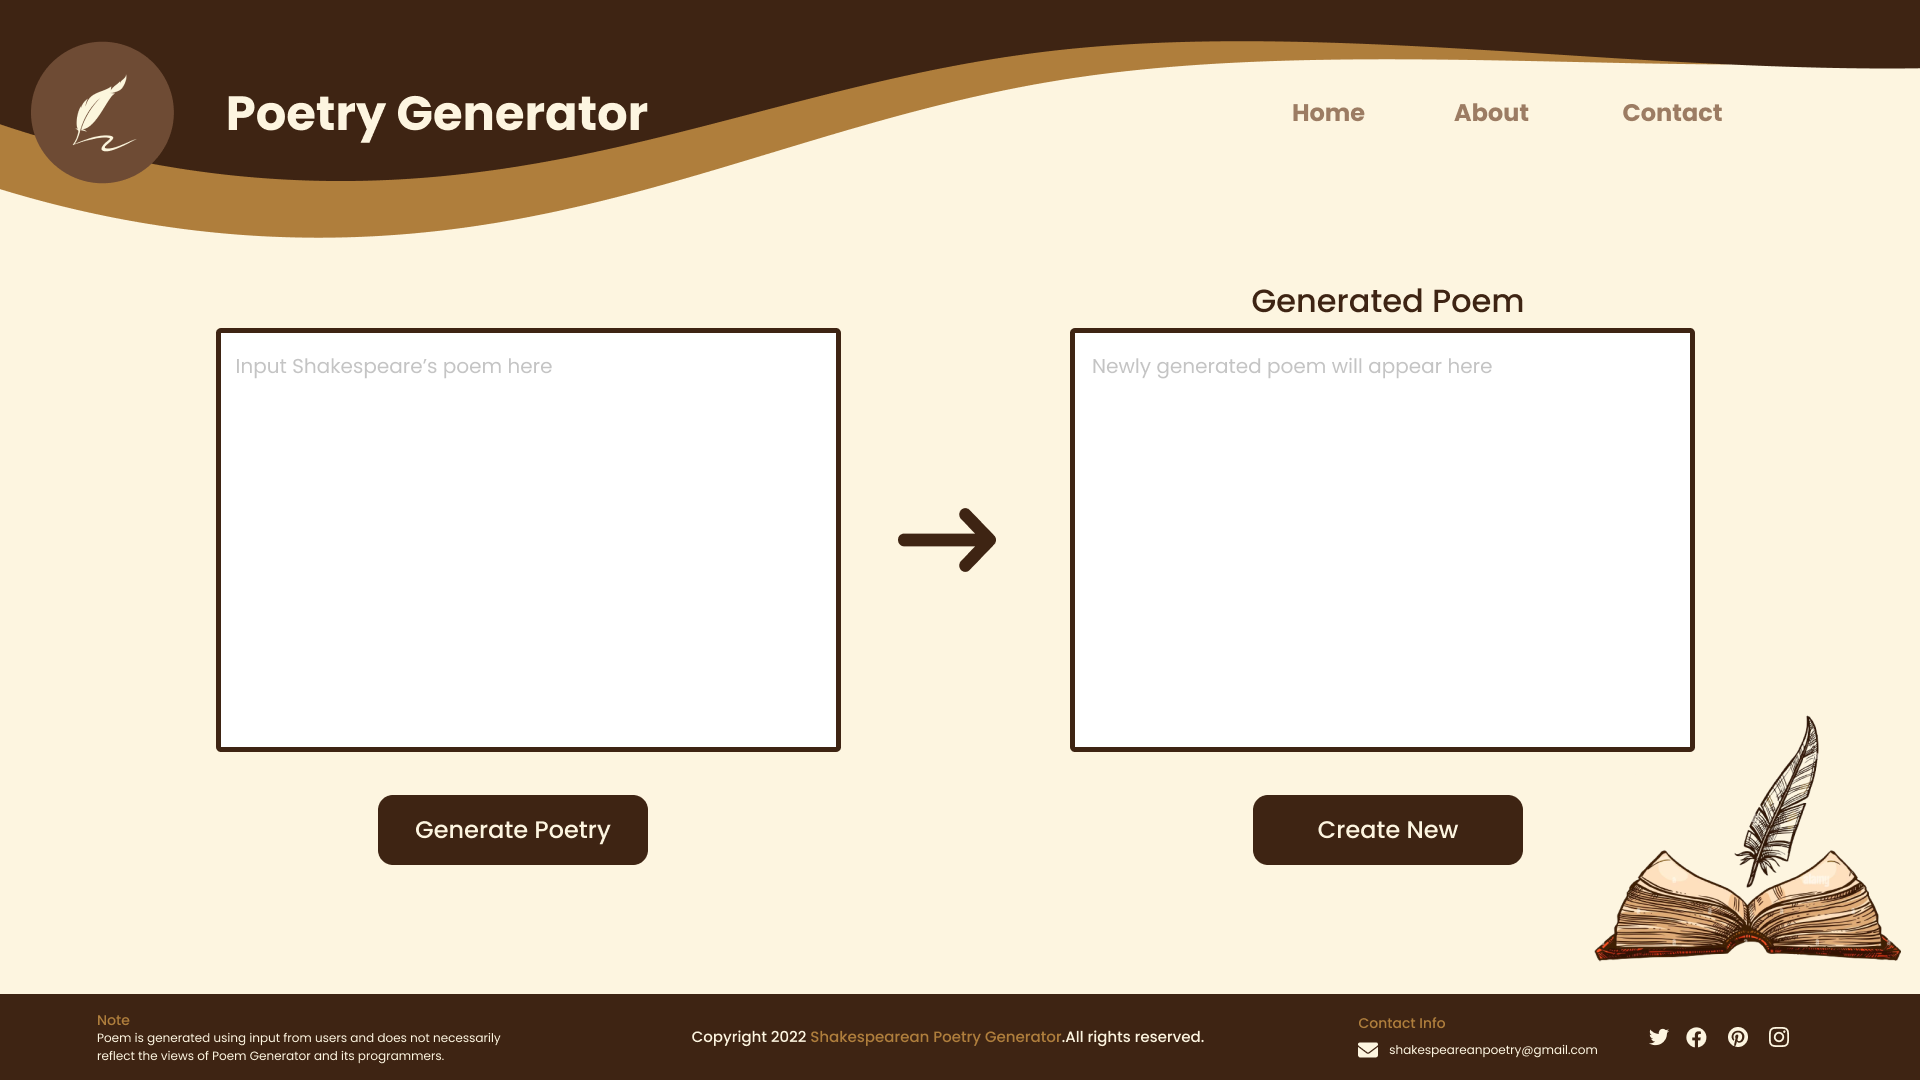 Poetry Generator
Home
About
Contact
Generated Poem
Input Shakespeare’s poem here
Newly generated poem will appear here
Generate Poetry
Create New
Note
Poem is generated using input from users and does not necessarily
reflect the views of Poem Generator and its programmers.
Copyright 2022 Shakespearean Poetry Generator.All rights reserved.
Contact Info
shakespeareanpoetry@gmail.com